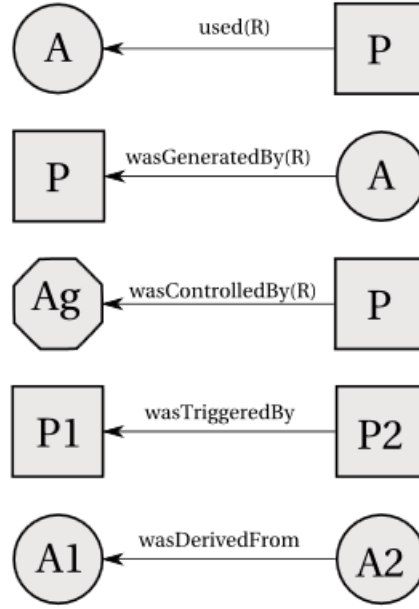 A used(R) P
P wasGeneratedBy(R) A
Ag wasControlledBy(R) P
P1 wasTriggeredBy P2
A1 wasDerivedFrom A2